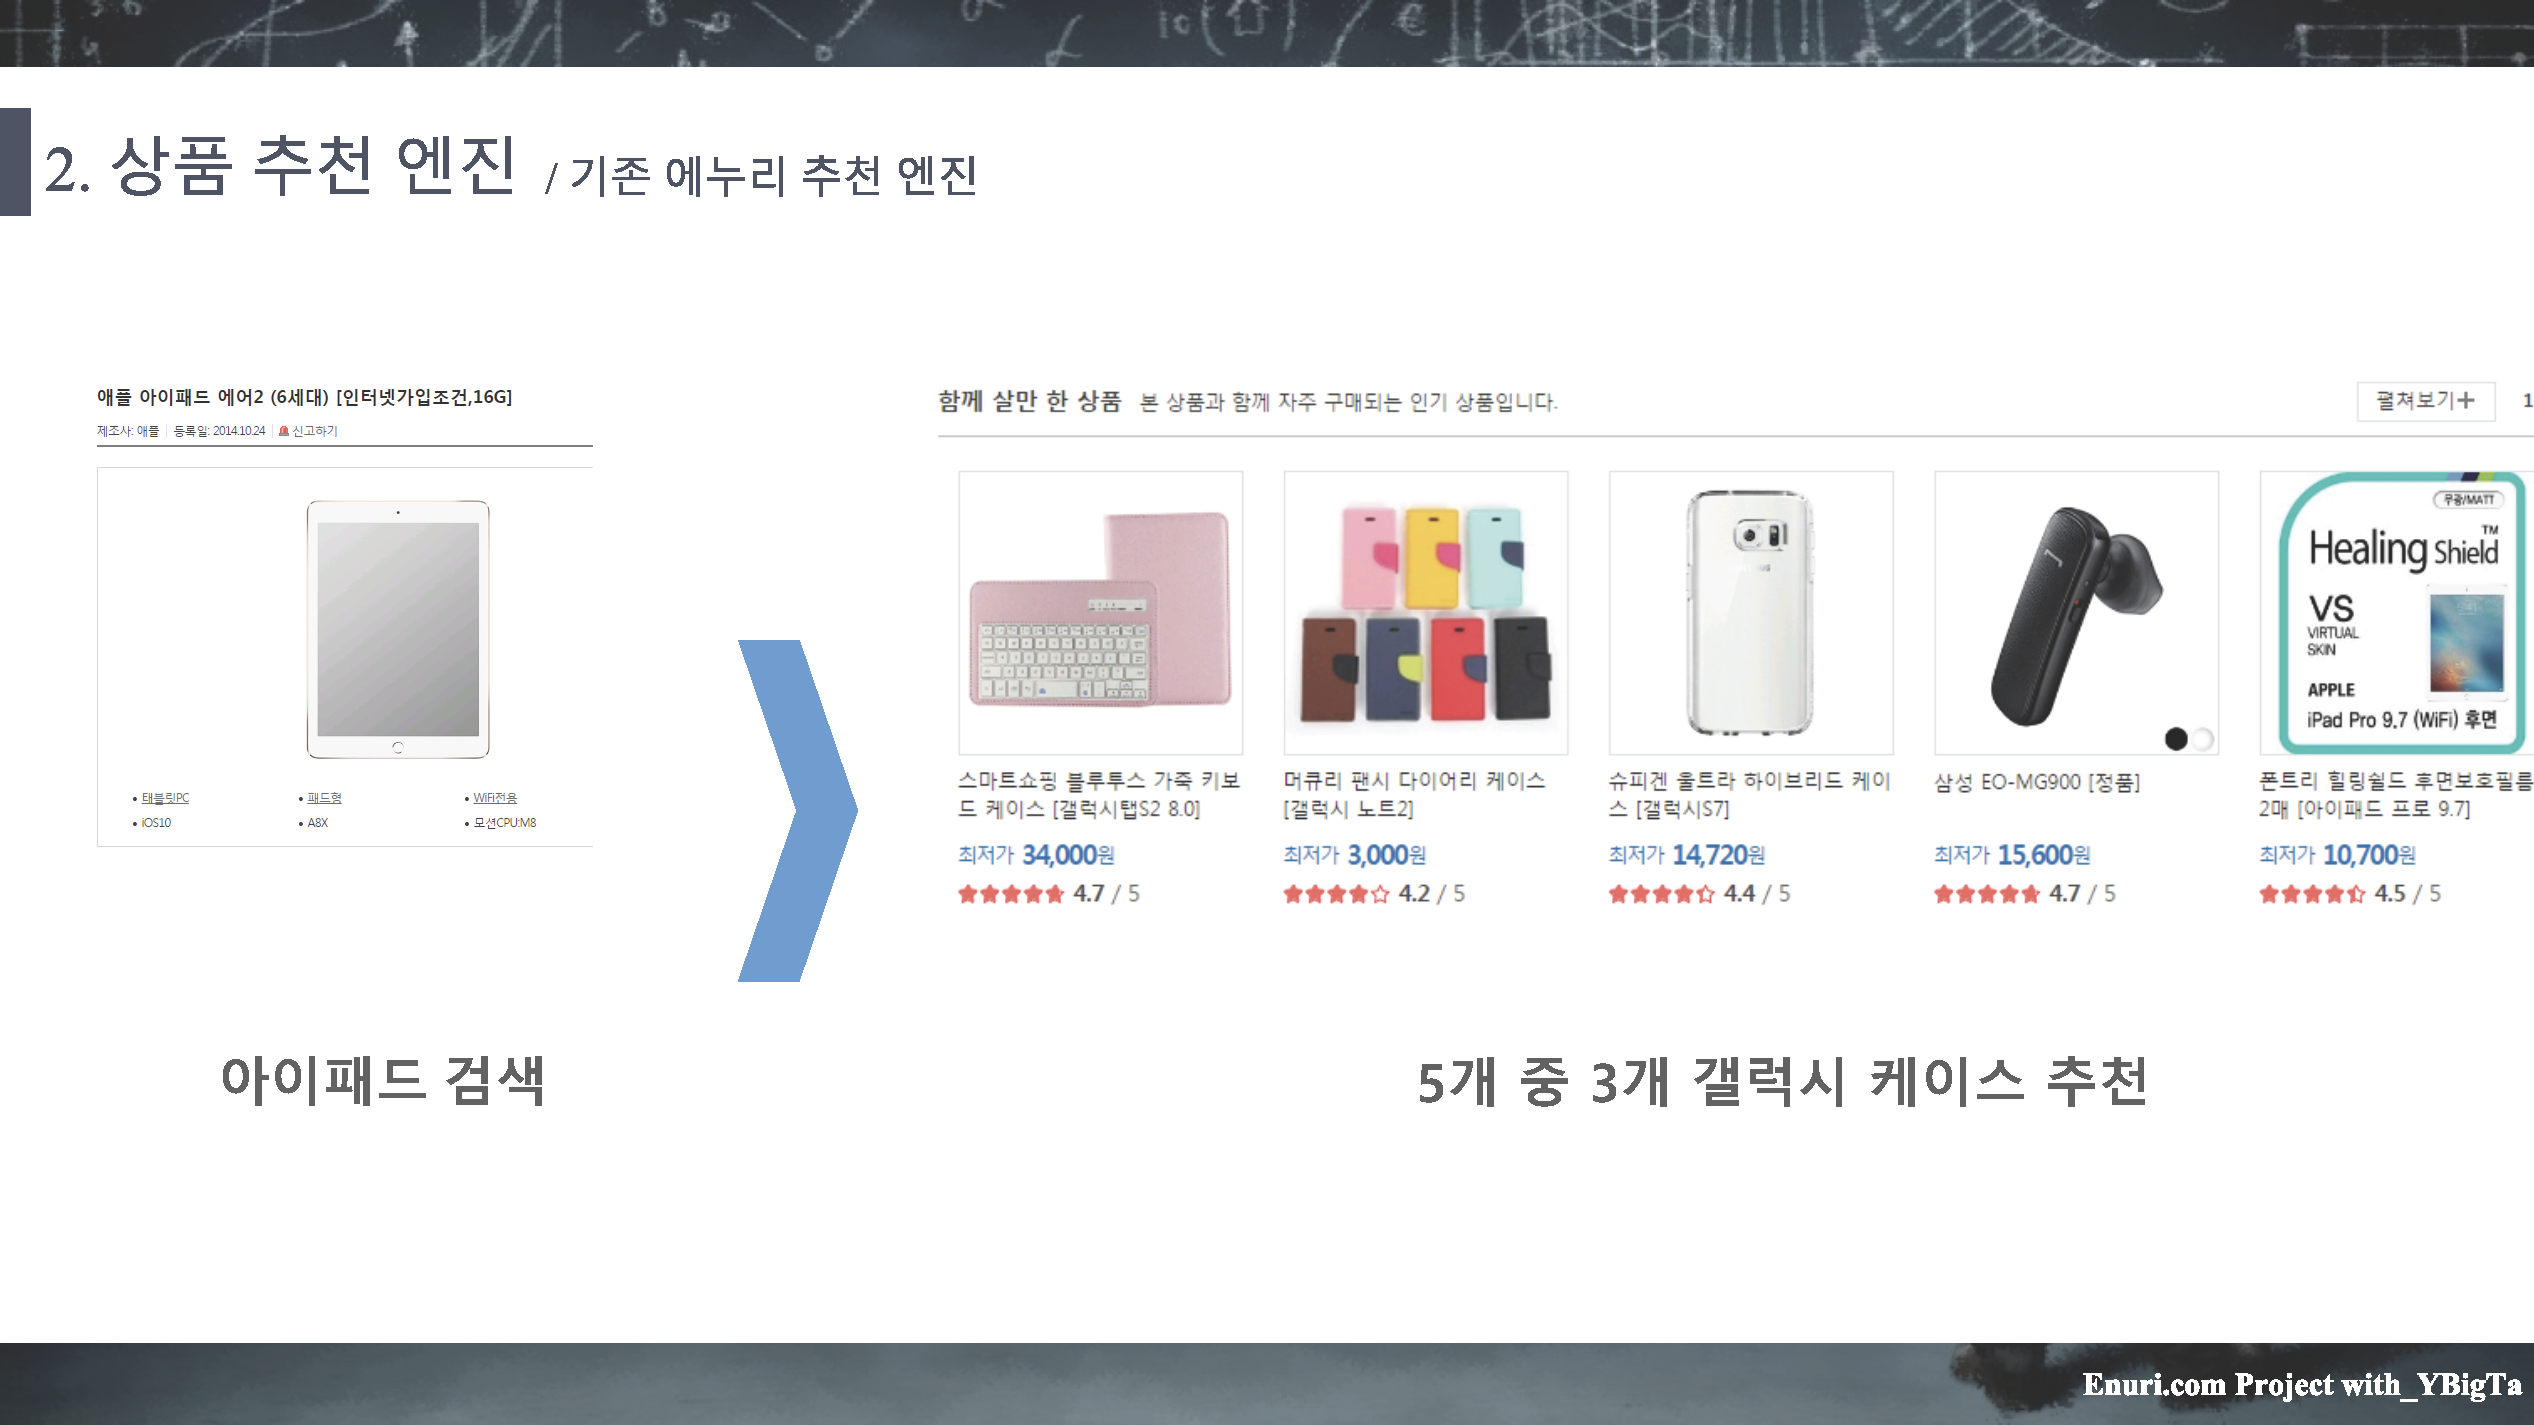 2. 상품 추천 엔진 / 기존 에누리 추천 엔진
애플 아이패드 에어2 (6세대) [인터넷가입조건,16G]
제조사: 애플 등록일: 2014.10.24 신고하기
• 태블릿PC • 패드형 • WiFi전용
• iOS10 • A8X • 모션CPU:M8
아이패드 검색
함께 살만 한 상품 본 상품과 함께 자주 구매되는 인기 상품입니다.
펼쳐보기+ 1
스마트쇼핑 블루투스 가죽 키보
드 케이스 [갤럭시탭S2 8.0]
최저가 34,000원
4.7 / 5
머큐리 팬시 다이어리 케이스
[갤럭시 노트2]
최저가 3,000원
4.2 / 5
슈피겐 울트라 하이브리드 케이
스 [갤럭시S7]
최저가 14,720원
4.4 / 5
삼성 EO-MG900 [정품]
최저가 15,600원
4.7 / 5
무광/MATT
Healing Shield TM
VS
VIRTUAL
SKIN
APPLE
iPad Pro 9.7 (WiFi) 후면
폰트리 힐링쉴드 후면보호필름
2매 [아이패드 프로 9.7]
최저가 10,700원
4.5 / 5
5개 중 3개 갤럭시 케이스 추천
Enuri.com Project with_YBigTa